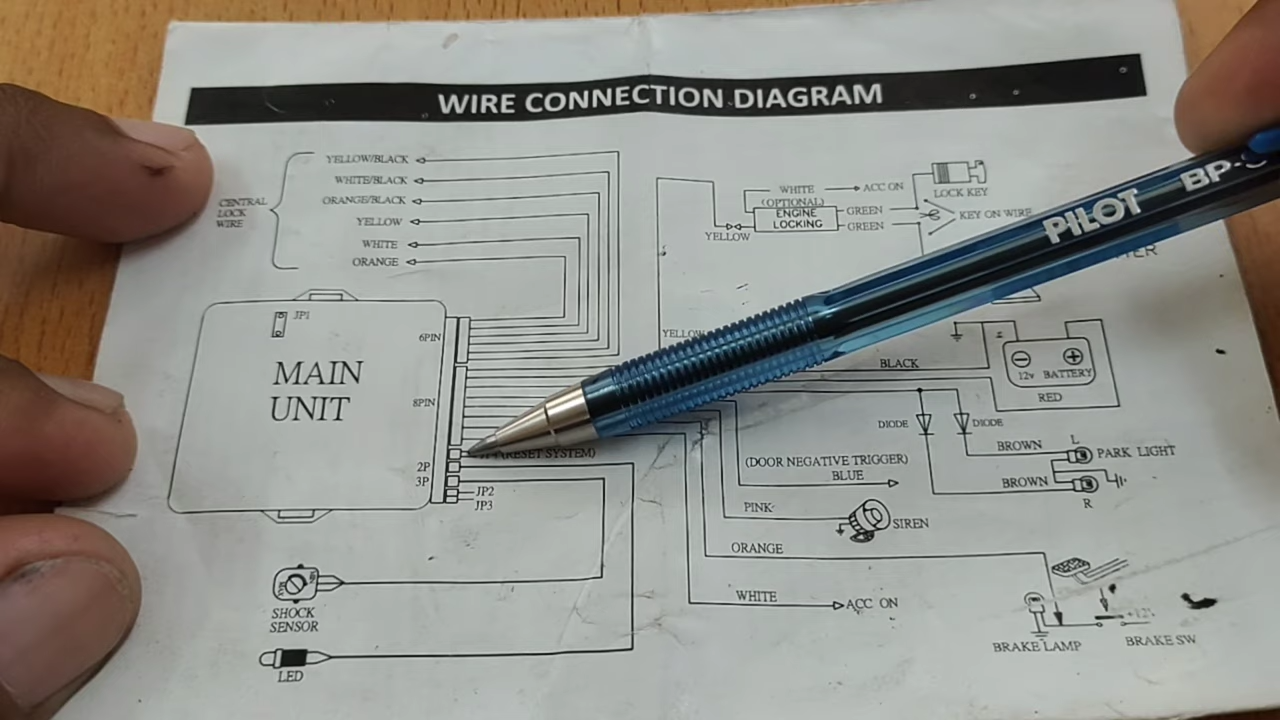 WIRE CONNECTION DIAGRAM
YELLOW/BLACK
WHITE/BLACK
ORANGE/BLACK
YELLOW
WHITE
ORANGE
CENTRAL
LOCK
WIRE
WHITE
(OPTIONAL)
ACC ON
ENGINE
LOCKING
GREEN
GREEN
YELLOW
LOCK KEY
KEY ON WIRE
PILOT
BP-
JP1
MAIN
UNIT
6PIN
8PIN
2P
3P
(RESET SYSTEM)
JP2
JP3
YELLOW
BLACK
12v BATTERY
RED
DIODE
DIODE
BROWN
L
PARK LIGHT
BROWN
R
(DOOR NEGATIVE TRIGGER)
BLUE
PINK
SIREN
ORANGE
WHITE
ACC ON
BRAKE LAMP
BRAKE SW
SHOCK
SENSOR
LED